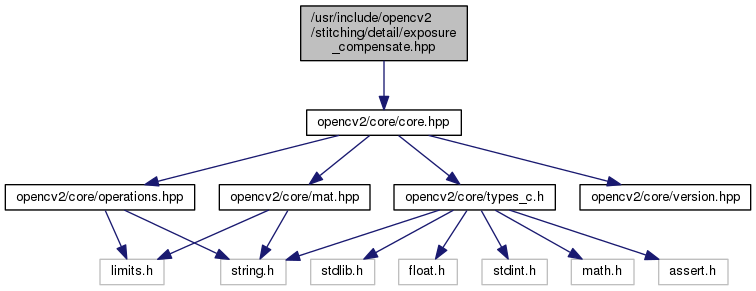 /usr/include/opencv2
/stitching/detail/exposure
_compensate.hpp
opencv2/core/core.hpp
opencv2/core/operations.hpp
opencv2/core/mat.hpp
opencv2/core/types_c.h
opencv2/core/version.hpp
limits.h
string.h
stdlib.h
float.h
stdint.h
math.h
assert.h